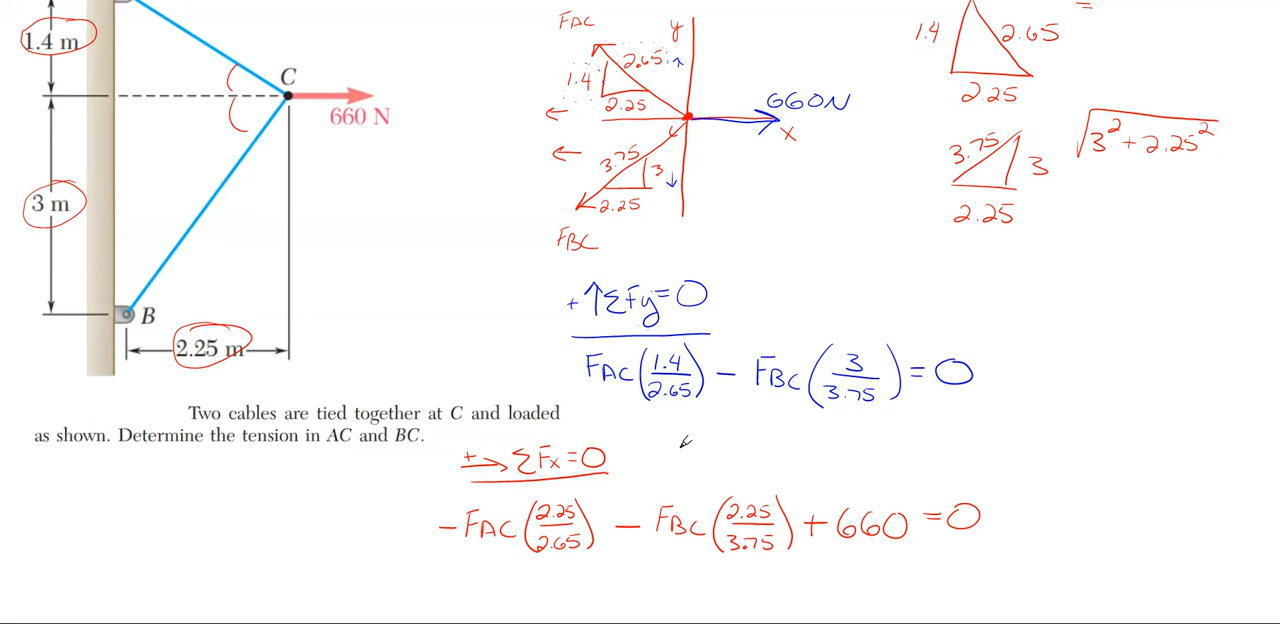 1.4 m
C
660 N
3 m
B
2.25 m
Two cables are tied together at C and loaded
as shown. Determine the tension in AC and BC.
FAC
y
2.65
1.4
2.25
660N
x
3.75
3
2.25
FBC
=
1.4
2.65
2.25
3.75
3
2.25
√(3² + 2.25²)
+↑ΣFy=0
FAC(1.4/2.65) − FBC(3/3.75) = 0
+→ ΣFx=0
−FAC(2.25/2.65) − FBC(2.25/3.75) + 660 = 0